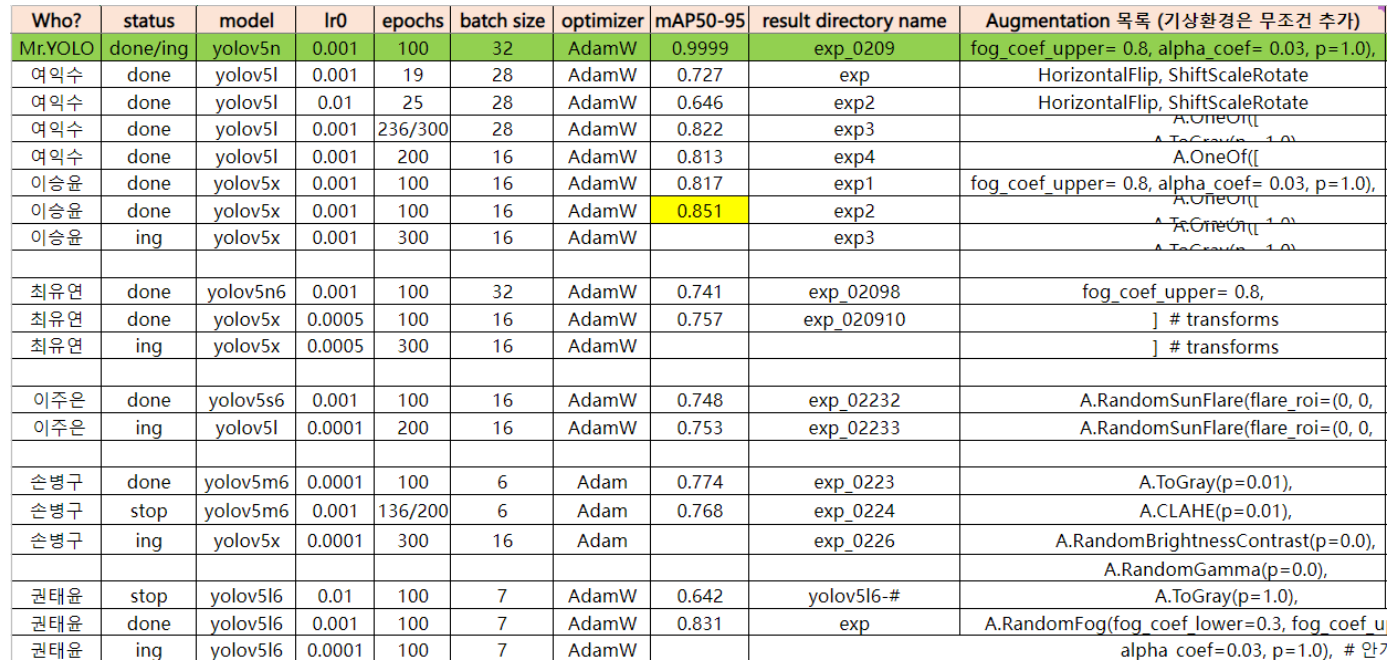 Who? status model lr0 epochs batch size optimizer mAP50-95 result directory name Augmentation 목록 (기상환경은 무조건 추가)
Mr.YOLO done/ing yolov5n 0.001 100 32 AdamW 0.9999 exp_0209 fog_coef_upper= 0.8, alpha_coef= 0.03, p=1.0),
여익수 done yolov5l 0.001 19 28 AdamW 0.727 exp HorizontalFlip, ShiftScaleRotate
여익수 done yolov5l 0.01 25 28 AdamW 0.646 exp2 HorizontalFlip, ShiftScaleRotate
여익수 done yolov5l 0.001 236/300 28 AdamW 0.822 exp3 A.OneOf([
여익수 done yolov5l 0.001 200 16 AdamW 0.813 exp4 A.OneOf([
이승윤 done yolov5x 0.001 100 16 AdamW 0.817 exp1 fog_coef_upper= 0.8, alpha_coef= 0.03, p=1.0),
이승윤 done yolov5x 0.001 100 16 AdamW 0.851 exp2 A.OneOf([
이승윤 ing yolov5x 0.001 300 16 AdamW exp3 A.OneOf([
최유연 done yolov5n6 0.001 100 32 AdamW 0.741 exp_02098 fog_coef_upper= 0.8,
최유연 done yolov5x 0.0005 100 16 AdamW 0.757 exp_020910 ] # transforms
최유연 ing yolov5x 0.0005 300 16 AdamW ] # transforms
이주은 done yolov5s6 0.001 100 16 AdamW 0.748 exp_02232 A.RandomSunFlare(flare_roi=(0, 0,
이주은 ing yolov5l 0.0001 200 16 AdamW 0.753 exp_02233 A.RandomSunFlare(flare_roi=(0, 0,
손병구 done yolov5m6 0.0001 100 6 Adam 0.774 exp_0223 A.ToGray(p=0.01),
손병구 stop yolov5m6 0.001 136/200 6 Adam 0.768 exp_0224 A.CLAHE(p=0.01),
손병구 ing yolov5x 0.0001 300 16 Adam exp_0226 A.RandomBrightnessContrast(p=0.0),
A.RandomGamma(p=0.0),
권태윤 stop yolov5l6 0.01 100 7 AdamW 0.642 yolov5l6-# A.ToGray(p=1.0),
권태윤 done yolov5l6 0.001 100 7 AdamW 0.831 exp A.RandomFog(fog_coef_lower=0.3, fog_coef_u
권태윤 ing yolov5l6 0.0001 100 7 AdamW alpha_coef=0.03, p=1.0), #